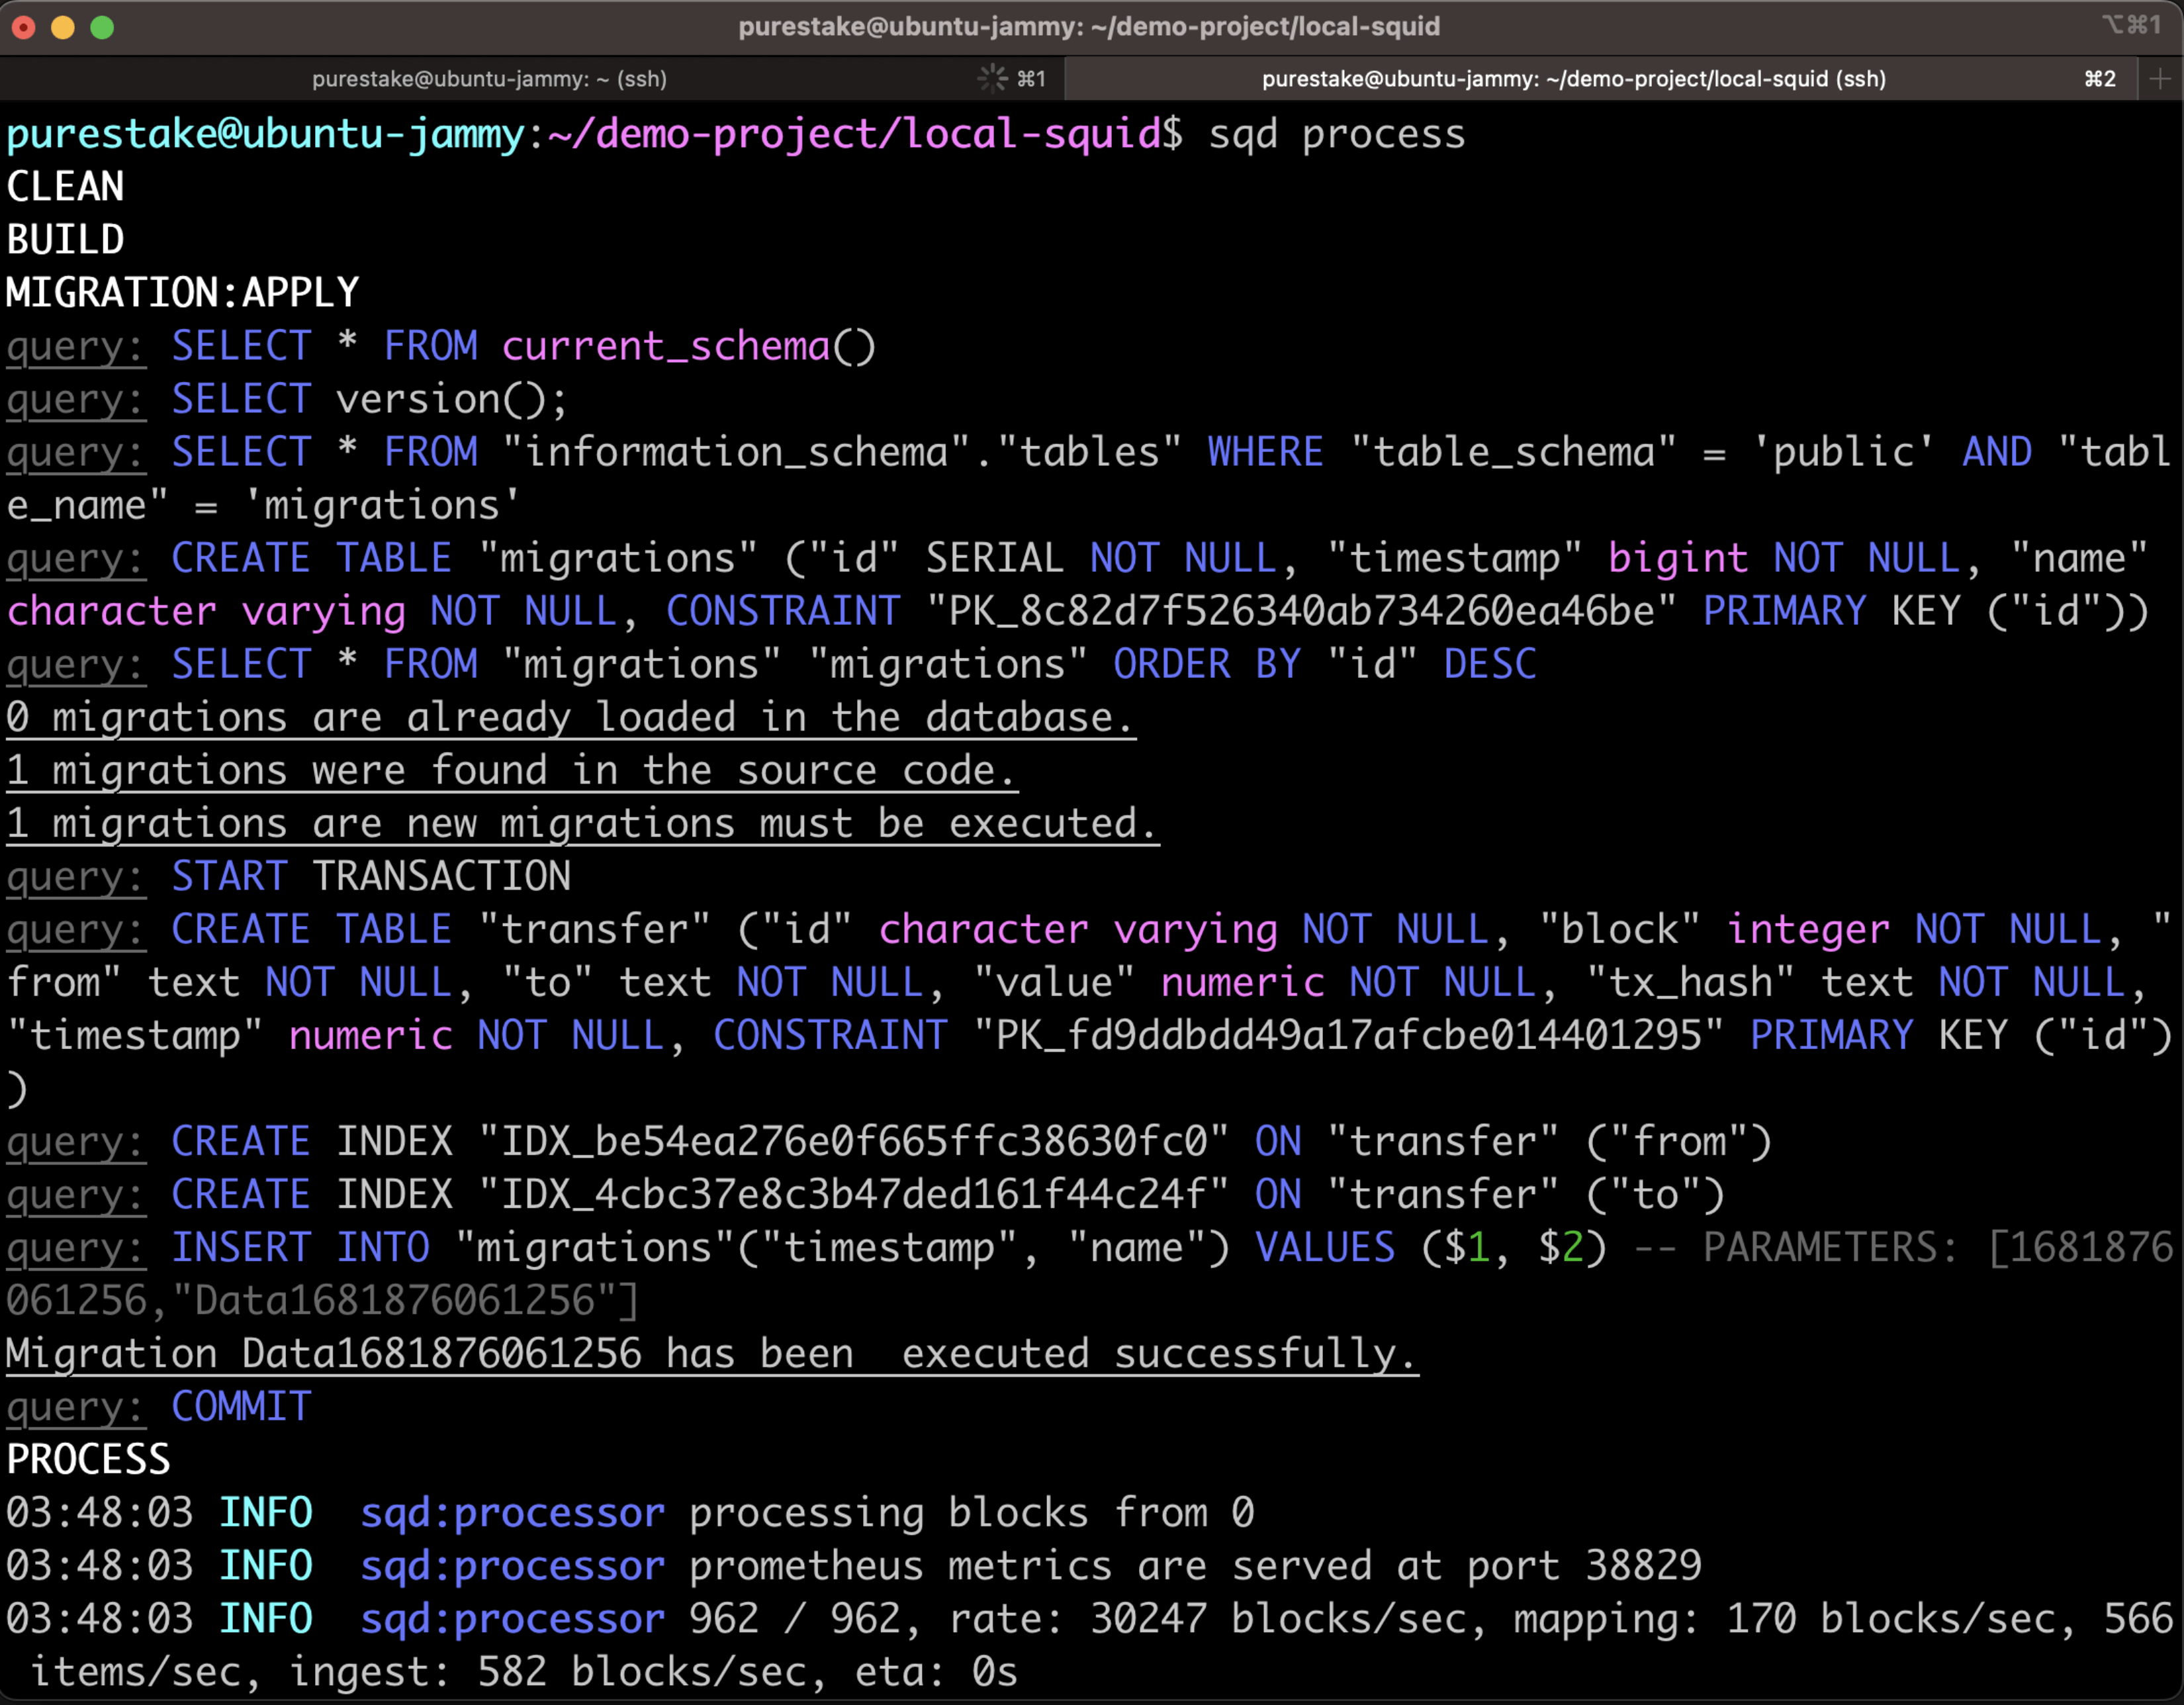 purestake@ubuntu-jammy: ~/demo-project/local-squid
⌥⌘1
purestake@ubuntu-jammy: ~ (ssh)
⌘1
purestake@ubuntu-jammy: ~/demo-project/local-squid (ssh)
⌘2
+
purestake@ubuntu-jammy:~/demo-project/local-squid$ sqd process
CLEAN
BUILD
MIGRATION:APPLY
query: SELECT * FROM current_schema()
query: SELECT version();
query: SELECT * FROM "information_schema"."tables" WHERE "table_schema" = 'public' AND "tabl
e_name" = 'migrations'
query: CREATE TABLE "migrations" ("id" SERIAL NOT NULL, "timestamp" bigint NOT NULL, "name"
character varying NOT NULL, CONSTRAINT "PK_8c82d7f526340ab734260ea46be" PRIMARY KEY ("id"))
query: SELECT * FROM "migrations" "migrations" ORDER BY "id" DESC
0 migrations are already loaded in the database.
1 migrations were found in the source code.
1 migrations are new migrations must be executed.
query: START TRANSACTION
query: CREATE TABLE "transfer" ("id" character varying NOT NULL, "block" integer NOT NULL, "
from" text NOT NULL, "to" text NOT NULL, "value" numeric NOT NULL, "tx_hash" text NOT NULL,
"timestamp" numeric NOT NULL, CONSTRAINT "PK_fd9ddbdd49a17afcbe014401295" PRIMARY KEY ("id")
)
query: CREATE INDEX "IDX_be54ea276e0f665ffc38630fc0" ON "transfer" ("from")
query: CREATE INDEX "IDX_4cbc37e8c3b47ded161f44c24f" ON "transfer" ("to")
query: INSERT INTO "migrations"("timestamp", "name") VALUES ($1, $2) -- PARAMETERS: [1681876
061256,"Data1681876061256"]
Migration Data1681876061256 has been  executed successfully.
query: COMMIT
PROCESS
03:48:03 INFO  sqd:processor processing blocks from 0
03:48:03 INFO  sqd:processor prometheus metrics are served at port 38829
03:48:03 INFO  sqd:processor 962 / 962, rate: 30247 blocks/sec, mapping: 170 blocks/sec, 566
 items/sec, ingest: 582 blocks/sec, eta: 0s